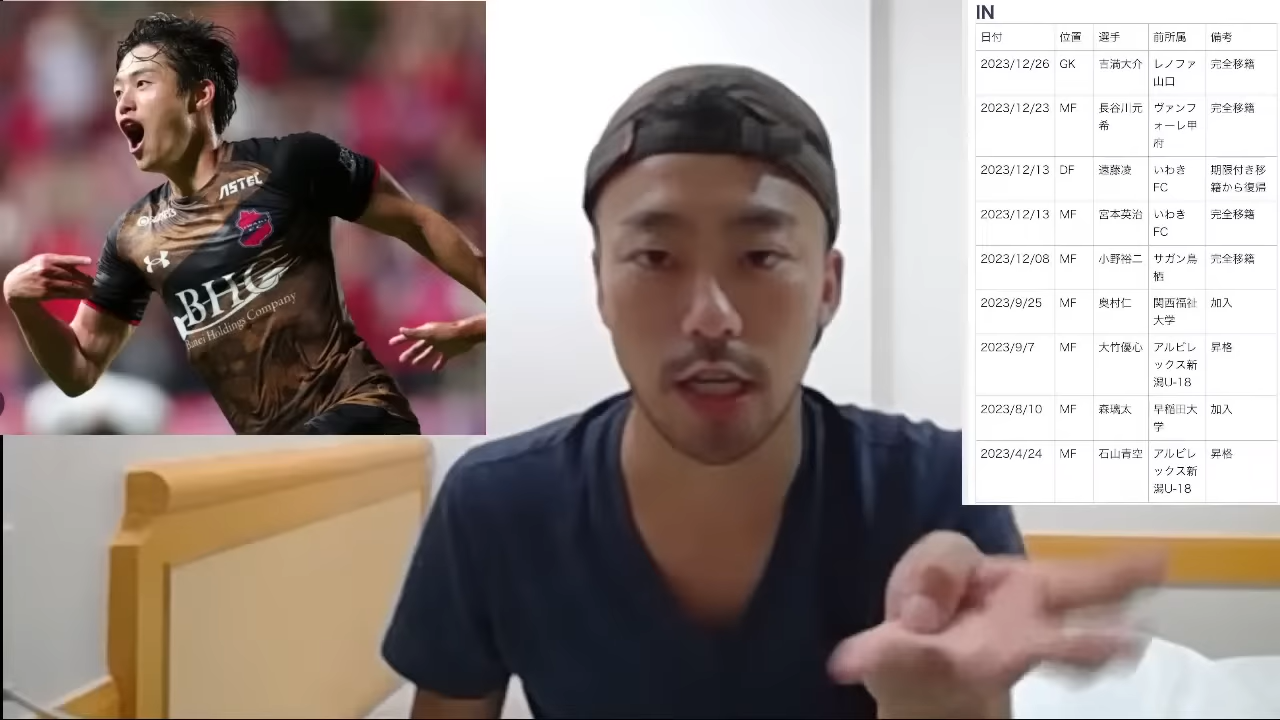 IN
日付 位置 選手 前所属 備考
2023/12/26 GK 吉満大介 レノファ 完全移籍
山口
2023/12/23 MF 長谷川元 ヴァンフ 完全移籍
希 ォーレ甲
府
2023/12/13 DF 遠藤凌 いわき 期限付き移
FC 籍から復帰
2023/12/13 MF 宮本英治 いわき 完全移籍
FC
2023/12/08 MF 小野裕二 サガン鳥 完全移籍
栖
2023/9/25 MF 奥村仁 関西福祉 加入
大学
2023/9/7 MF 大竹優心 アルビレ 昇格
ックス新
潟U-18
2023/8/10 MF 森璃太 早稲田大 加入
学
2023/4/24 MF 石山青空 アルビレ 昇格
ックス新
潟U-18
ASTEC
BHC
Bantei Holdings Company